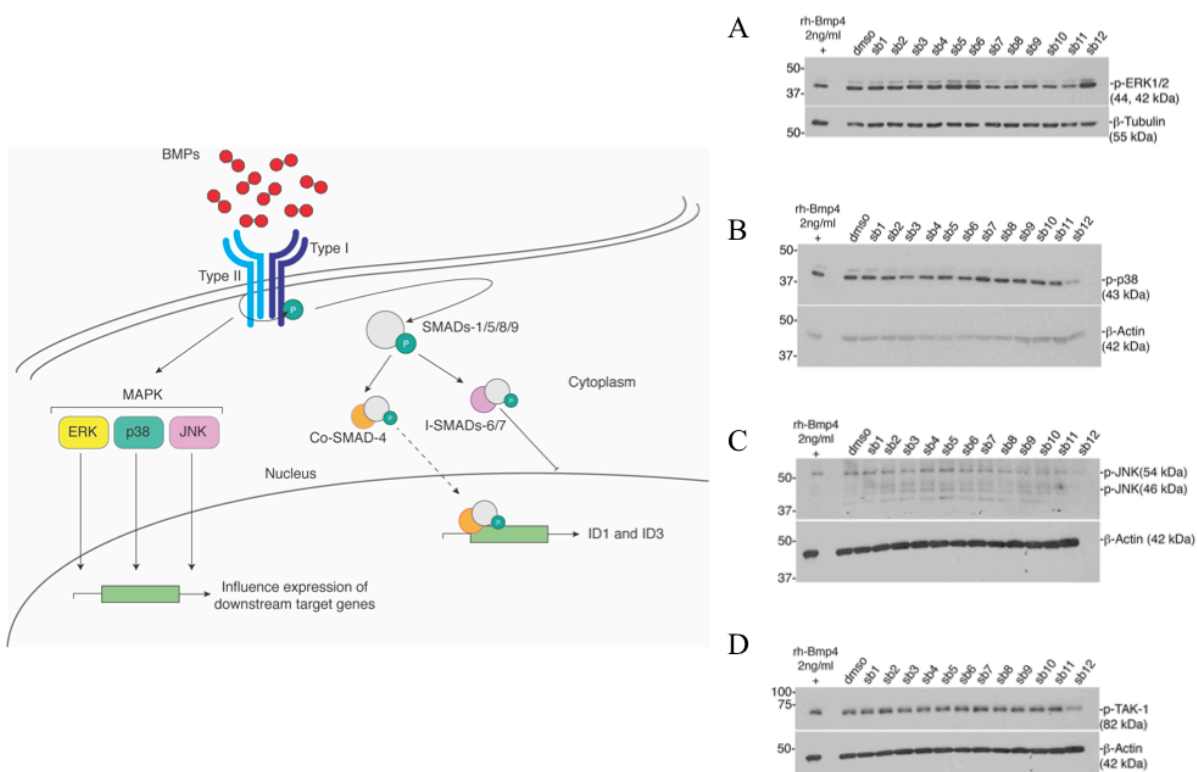 BMPs
Type I
Type II
P
SMADs-1/5/8/9
P
Cytoplasm
MAPK
ERK p38 JNK
Co-SMAD-4
P
I-SMADs-6/7
P
Nucleus
P
ID1 and ID3
Influence expression of
downstream target genes
A
rh-Bmp4
2ng/ml
+
dmso sb1 sb2 sb3 sb4 sb5 sb6 sb7 sb8 sb9 sb10 sb11 sb12
50-
37-
-p-ERK1/2
(44, 42 kDa)
50-
-β-Tubulin
(55 kDa)
B
rh-Bmp4
2ng/ml
+
dmso sb1 sb2 sb3 sb4 sb5 sb6 sb7 sb8 sb9 sb10 sb11 sb12
50-
37-
-p-p38
(43 kDa)
50-
37-
-β-Actin
(42 kDa)
C
rh-Bmp4
2ng/ml
+
dmso sb1 sb2 sb3 sb4 sb5 sb6 sb7 sb8 sb9 sb10 sb11 sb12
50-
37-
-p-JNK(54 kDa)
-p-JNK(46 kDa)
50-
37-
-β-Actin (42 kDa)
D
rh-Bmp4
2ng/ml
+
dmso sb1 sb2 sb3 sb4 sb5 sb6 sb7 sb8 sb9 sb10 sb11 sb12
100-
75-
-p-TAK-1
(82 kDa)
50-
-β-Actin
(42 kDa)